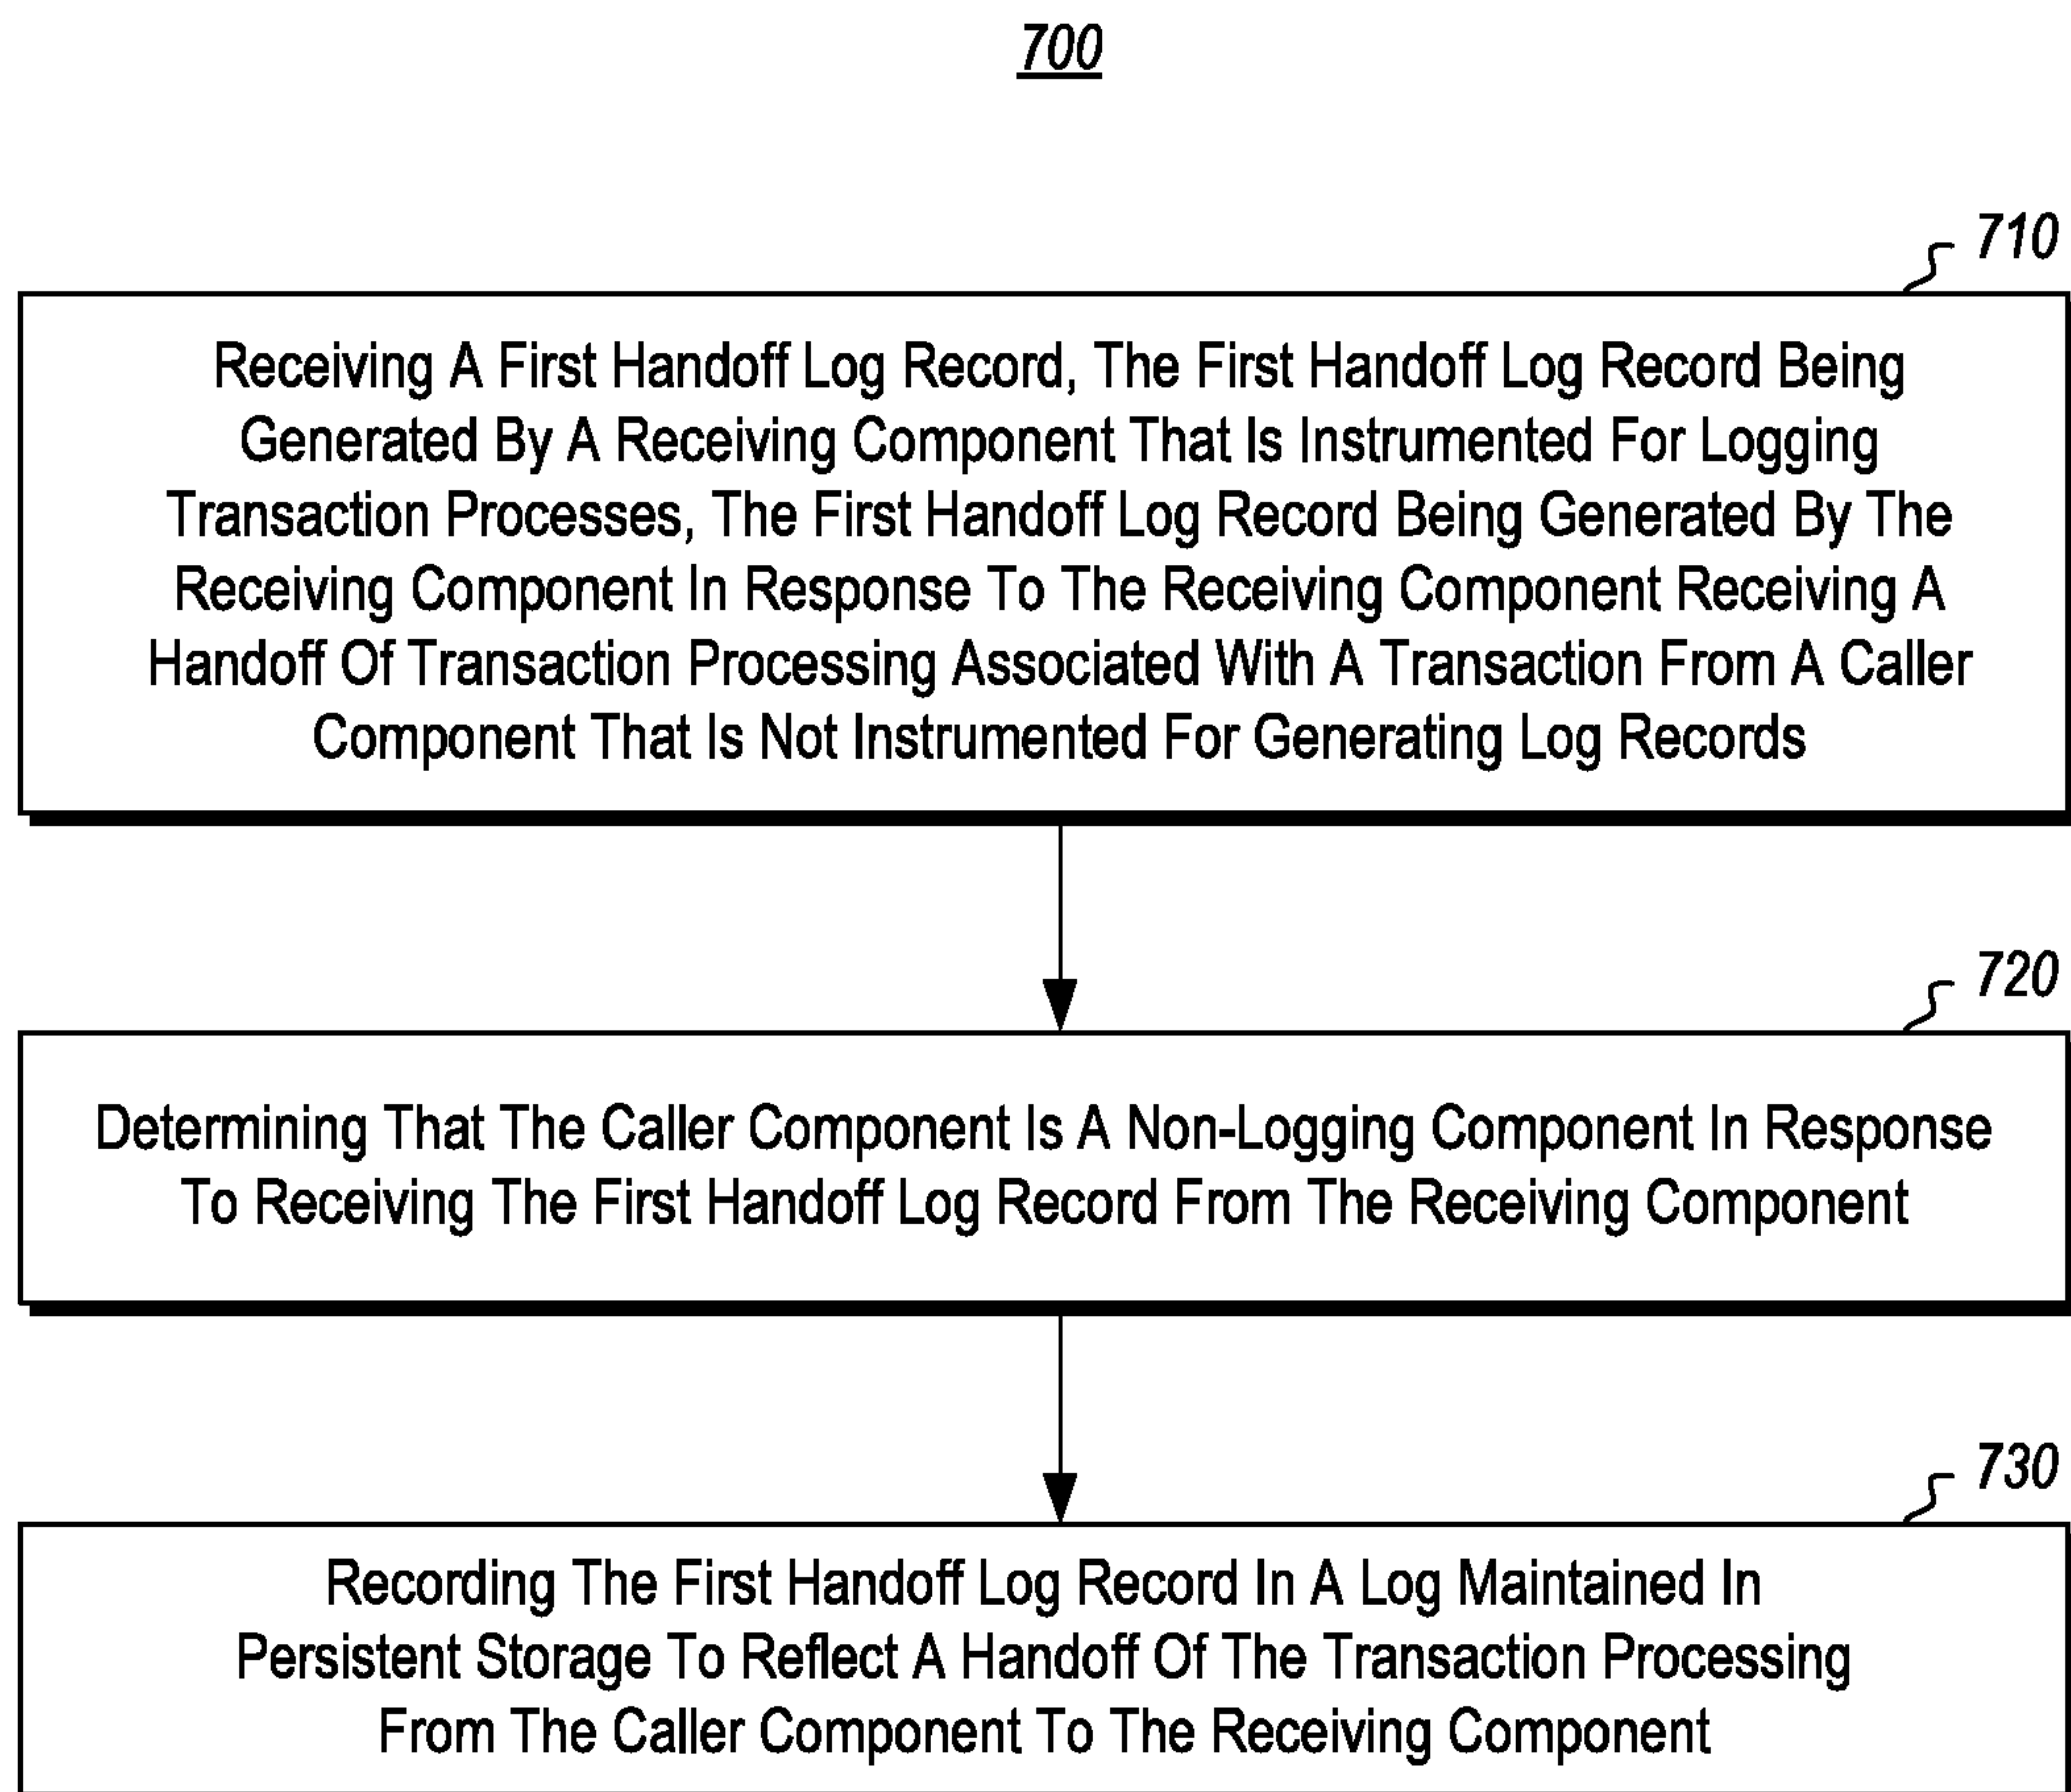 700
710
Receiving A First Handoff Log Record, The First Handoff Log Record Being
Generated By A Receiving Component That Is Instrumented For Logging
Transaction Processes, The First Handoff Log Record Being Generated By The
Receiving Component In Response To The Receiving Component Receiving A
Handoff Of Transaction Processing Associated With A Transaction From A Caller
Component That Is Not Instrumented For Generating Log Records
720
Determining That The Caller Component Is A Non-Logging Component In Response
To Receiving The First Handoff Log Record From The Receiving Component
730
Recording The First Handoff Log Record In A Log Maintained In
Persistent Storage To Reflect A Handoff Of The Transaction Processing
From The Caller Component To The Receiving Component